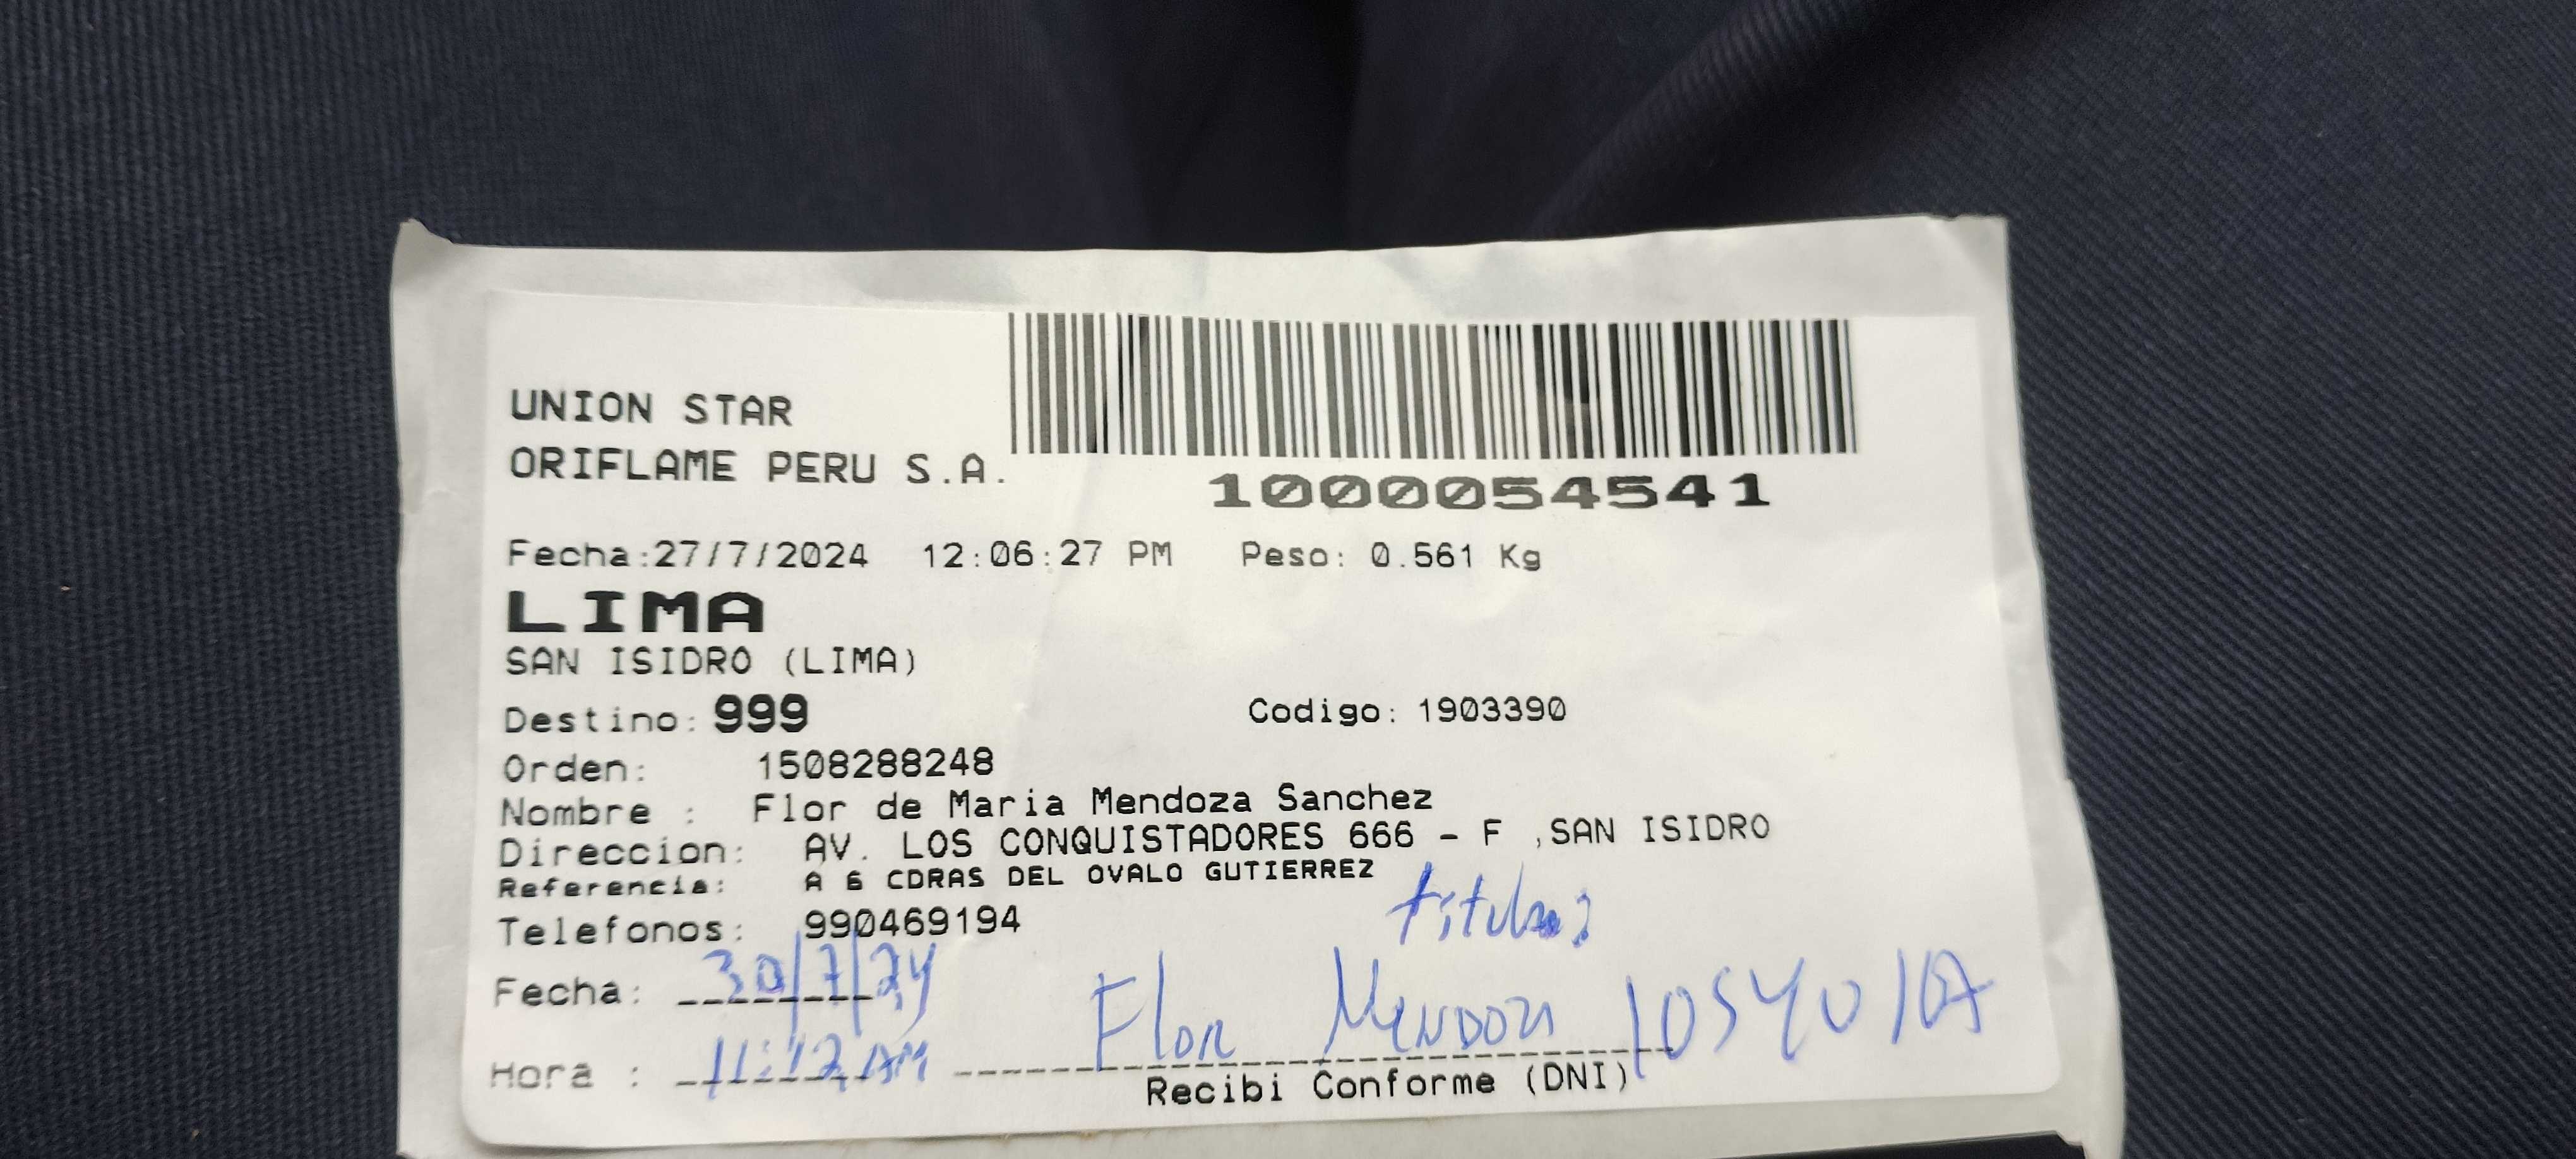 UNION STAR
ORIFLAME PERU S.A.
1000054541
Fecha:27/7/2024 12:06:27 PM Peso: 0.561 Kg
LIMA
SAN ISIDRO (LIMA)
Destino: 999 Codigo: 1903390
Orden: 1508288248
Nombre : Flor de Maria Mendoza Sanchez
Direccion: AV. LOS CONQUISTADORES 666 - F ,SAN ISIDRO
Referencia: A 6 CDRAS DEL OVALO GUTIERREZ
Telefonos: 990469194
Fecha: 30/7/24
Hora : 11:12 AM Flor Mendoza
Recibi Conforme (DNI)